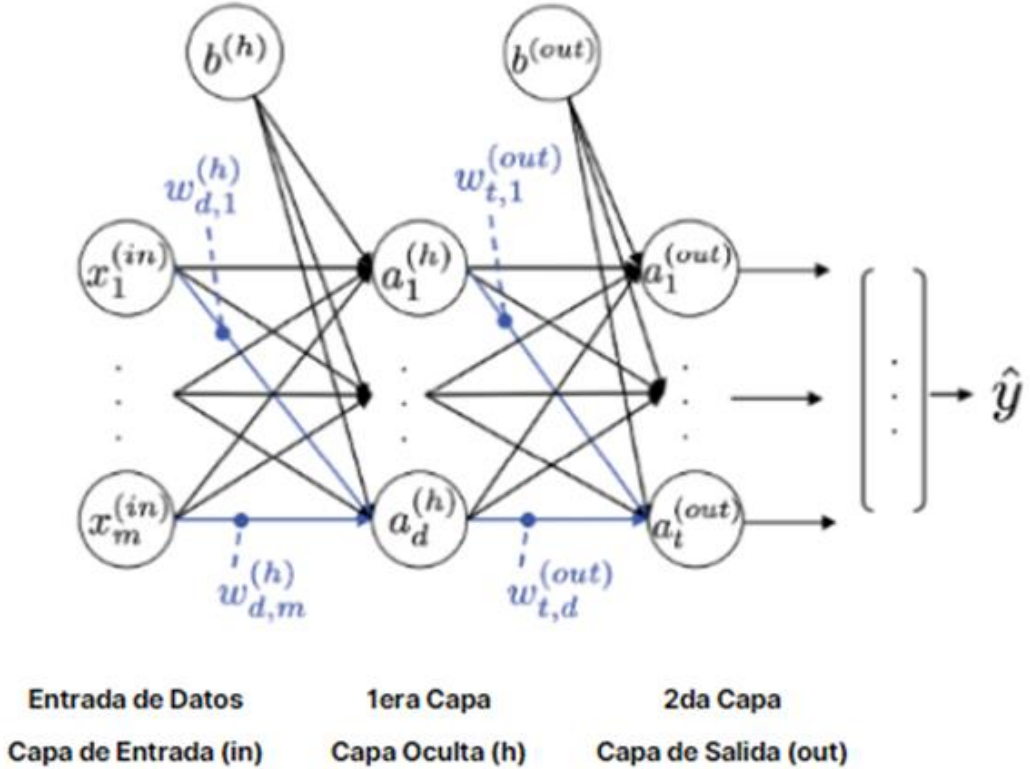 b^{(h)} b^{(out)}
w_{d,1}^{(h)} w_{t,1}^{(out)}
x_1^{(in)} a_1^{(h)} a_1^{(out)}
ŷ
x_m^{(in)} a_d^{(h)} a_t^{(out)}
w_{d,m}^{(h)} w_{t,d}^{(out)}
Entrada de Datos 1era Capa 2da Capa
Capa de Entrada (in) Capa Oculta (h) Capa de Salida (out)